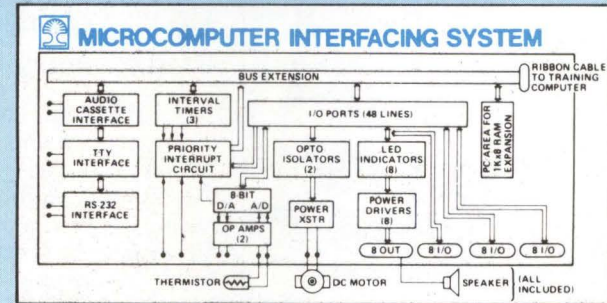 MICROCOMPUTER INTERFACING SYSTEM
RIBBON CABLE
TO TRAINING
COMPUTER
BUS EXTENSION
AUDIO
CASSETTE
INTERFACE
INTERVAL
TIMERS
(3)
I/O PORTS (48 LINES)
PC AREA FOR
1K x 8 RAM
EXPANSION
TTY
INTERFACE
PRIORITY
INTERRUPT
CIRCUIT
OPTO
ISOLATORS
(2)
LED
INDICATORS
(8)
RS-232
INTERFACE
8-BIT
D/A A/D
POWER
XSTR
POWER
DRIVERS
(8)
OP AMPS
(2)
8 OUT
8 I/O
8 I/O
8 I/O
THERMISTOR
DC MOTOR
SPEAKER
(ALL
INCLUDED)